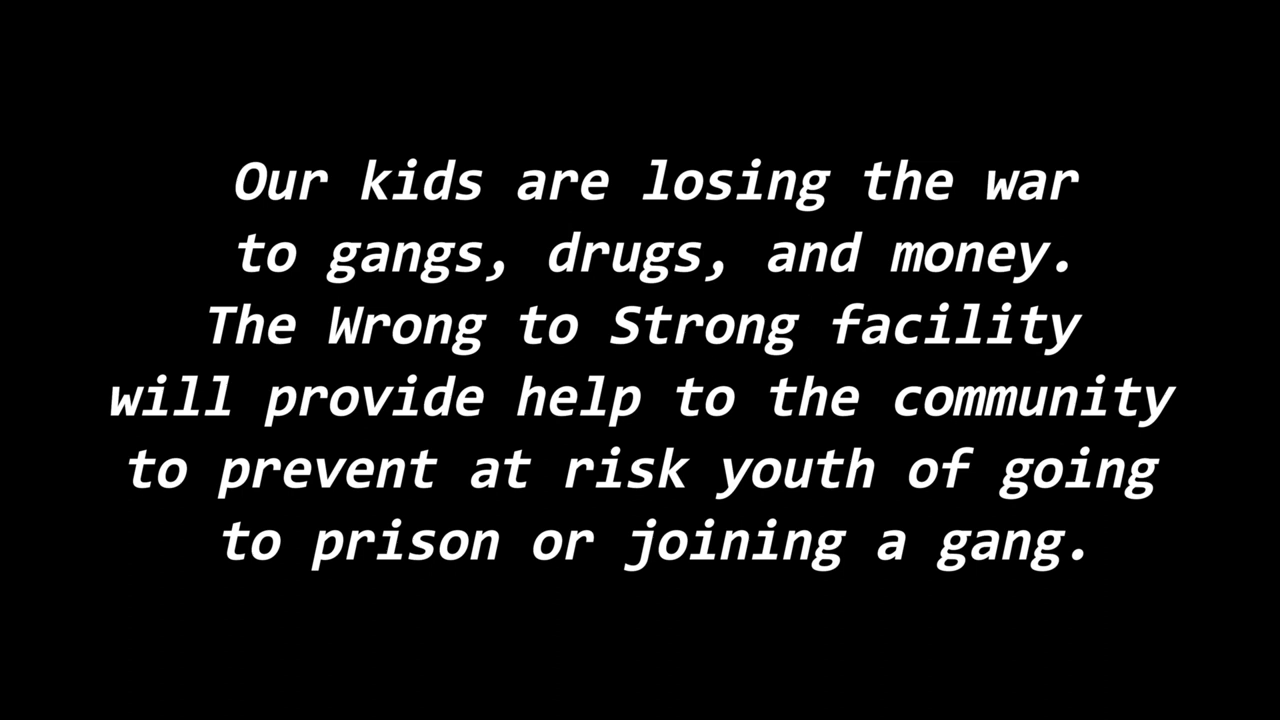 Our kids are losing the war
to gangs, drugs, and money.
The Wrong to Strong facility
will provide help to the community
to prevent at risk youth of going
to prison or joining a gang.